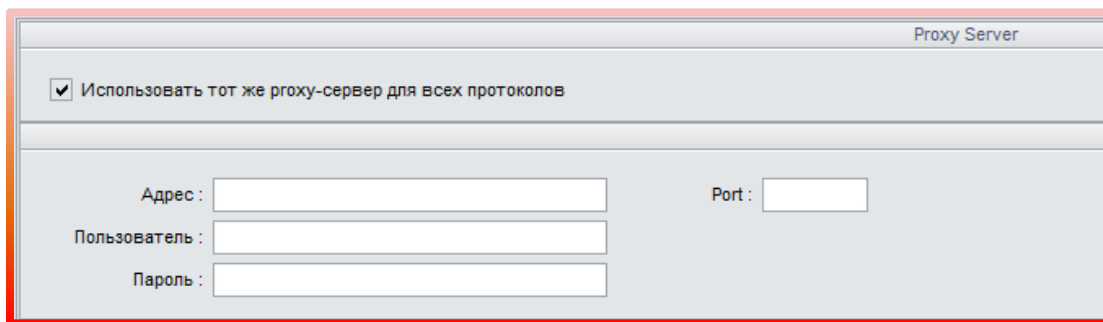 Proxy Server
Использовать тот же proxy-сервер для всех протоколов
Адрес : Port :
Пользователь :
Пароль :